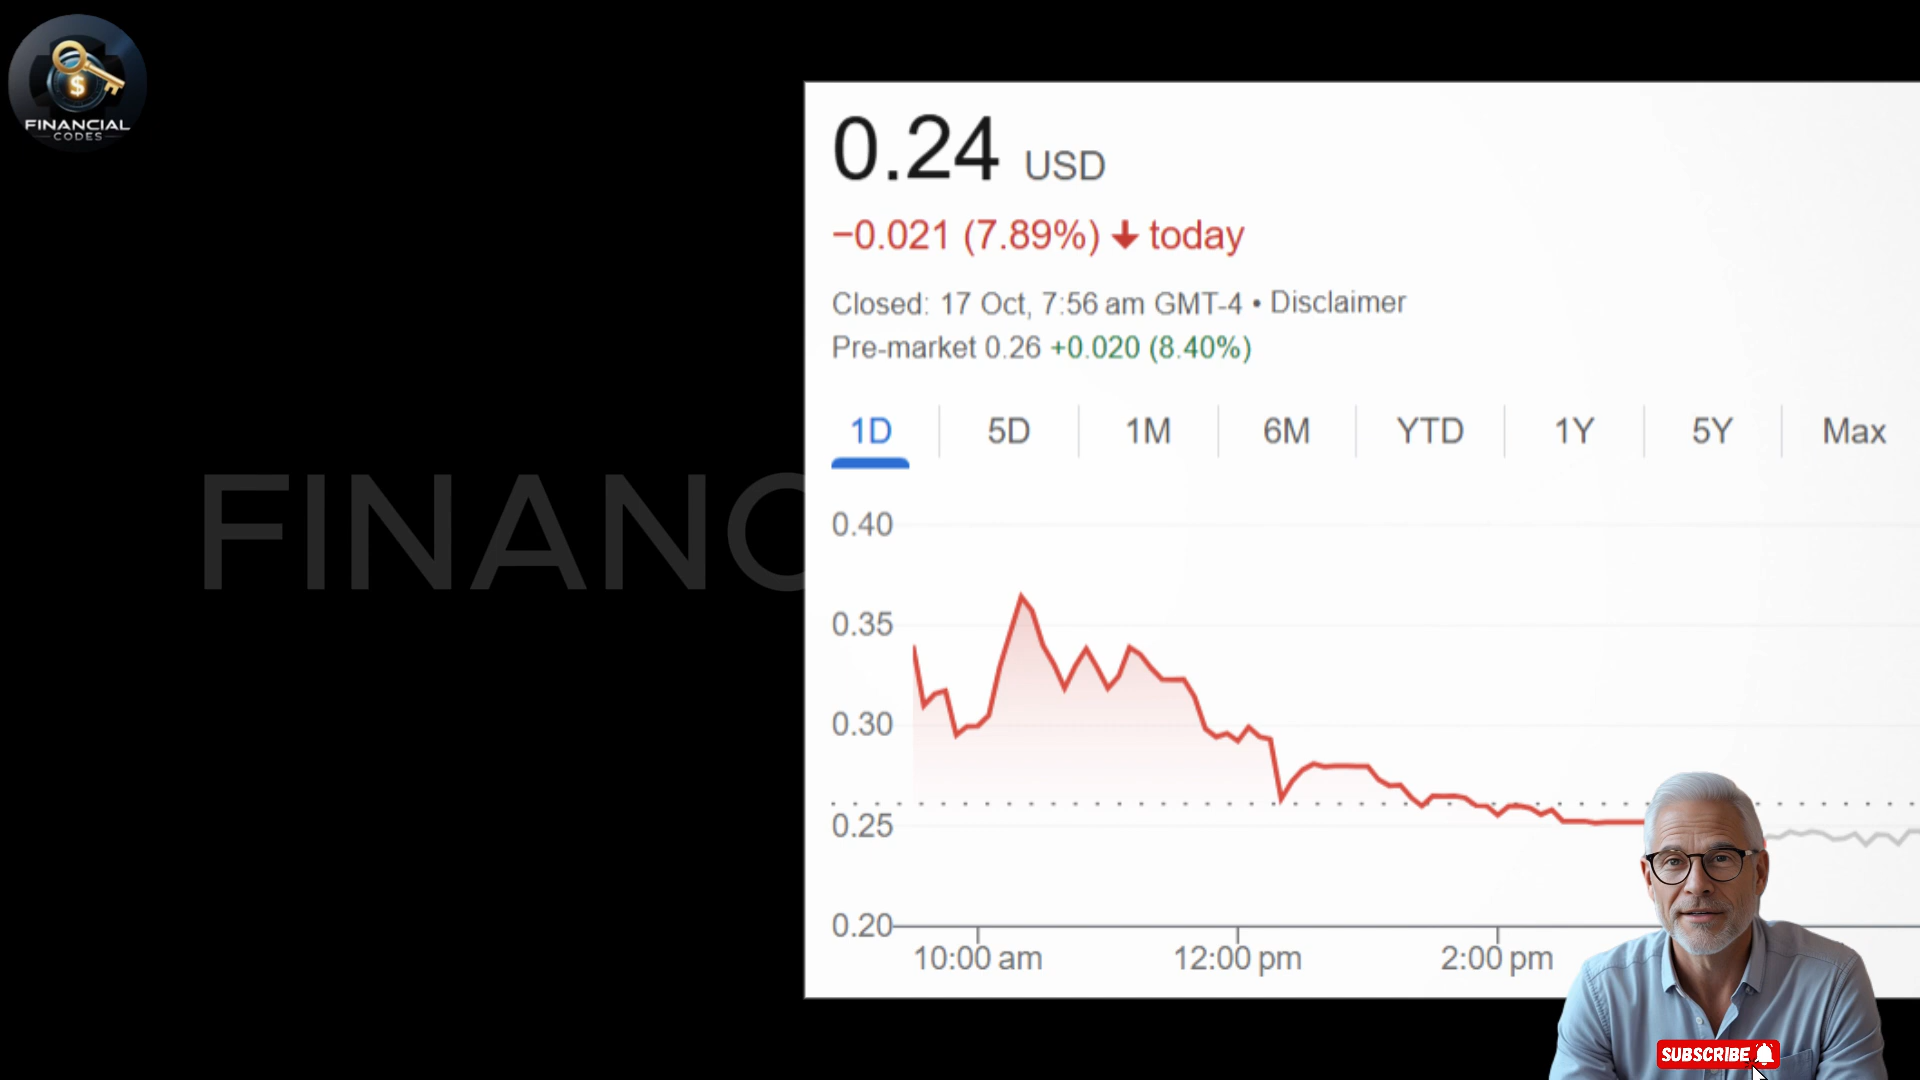 FINANCIAL
CODES
0.24 USD
−0.021 (7.89%) ↓ today
Closed: 17 Oct, 7:56 am GMT-4 • Disclaimer
Pre-market 0.26 +0.020 (8.40%)
1D 5D 1M 6M YTD 1Y 5Y Max
0.40
FINANC
0.35
0.30
0.25
0.20
10:00 am 12:00 pm 2:00 pm
SUBSCRIBE